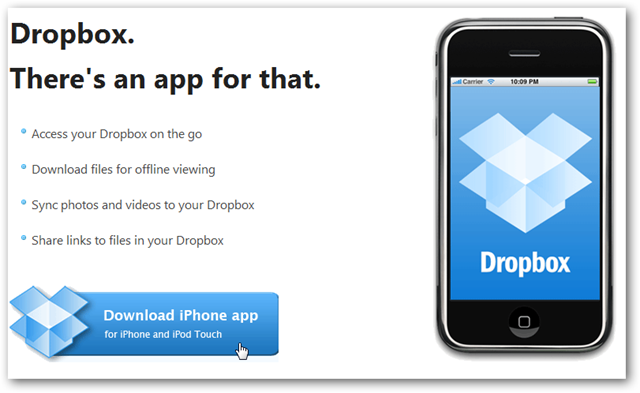 Dropbox.
There's an app for that.
Access your Dropbox on the go
Download files for offline viewing
Sync photos and videos to your Dropbox
Share links to files in your Dropbox
Download iPhone app
for iPhone and iPod Touch
Carrier 10:09 PM
Dropbox